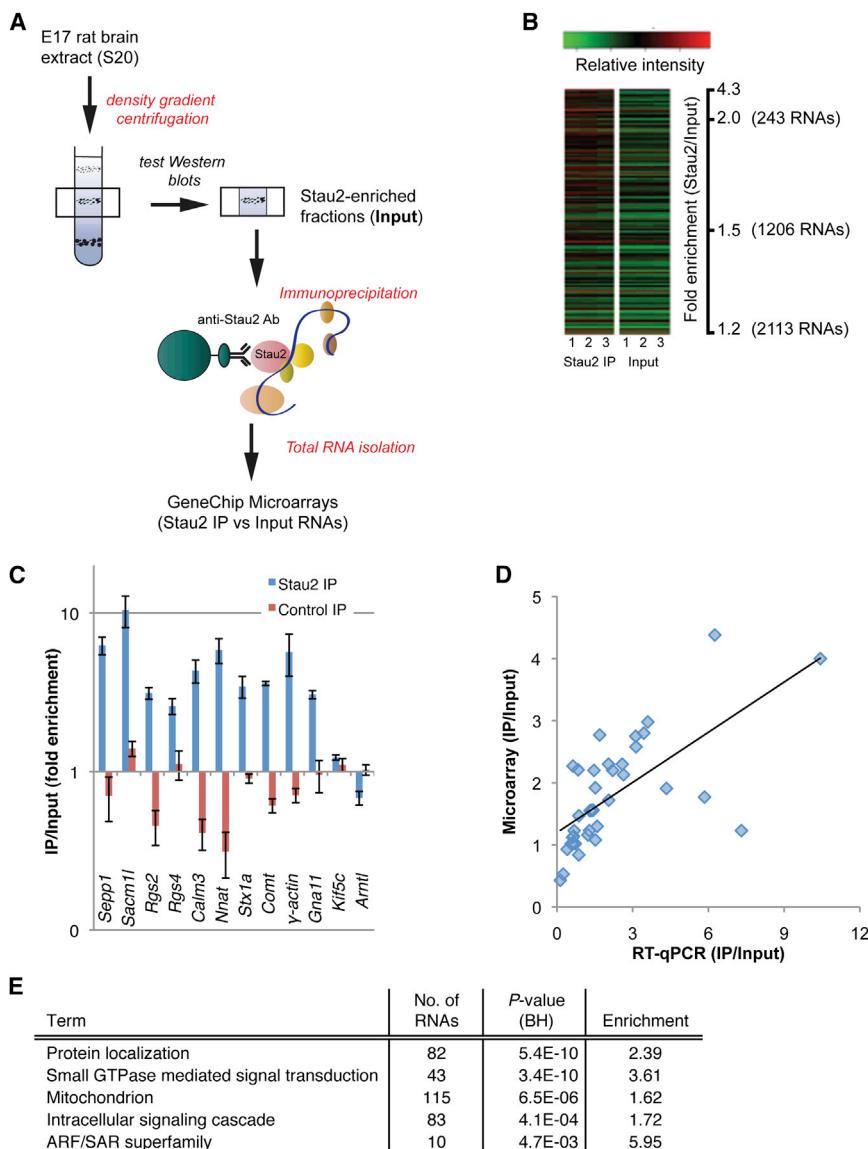 A
E17 rat brain
extract (S20)
density gradient
centrifugation
test Western
blots
Stau2-enriched
fractions (Input)
Immunoprecipitation
anti-Stau2 Ab
Stau2
Total RNA isolation
GeneChip Microarrays
(Stau2 IP vs Input RNAs)
B
Relative intensity
4.3
2.0 (243 RNAs)
1.5 (1206 RNAs)
1.2 (2113 RNAs)
Fold enrichment (Stau2/Input)
1 2 3 1 2 3
Stau2 IP Input
C
Stau2 IP
Control IP
IP/Input (fold enrichment)
10
1
0
Sepp1
Sacm1l
Rgs2
Rgs4
Calm3
Nnat
Stx1a
Comt
γ-actin
Gna11
Kif5c
Arntl
D
Microarray (IP/Input)
5
4
3
2
1
0
0 3 6 9 12
RT-qPCR (IP/Input)
E
Term No. of RNAs P-value (BH) Enrichment
Protein localization 82 5.4E-10 2.39
Small GTPase mediated signal transduction 43 3.4E-10 3.61
Mitochondrion 115 6.5E-06 1.62
Intracellular signaling cascade 83 4.1E-04 1.72
ARF/SAR superfamily 10 4.7E-03 5.95